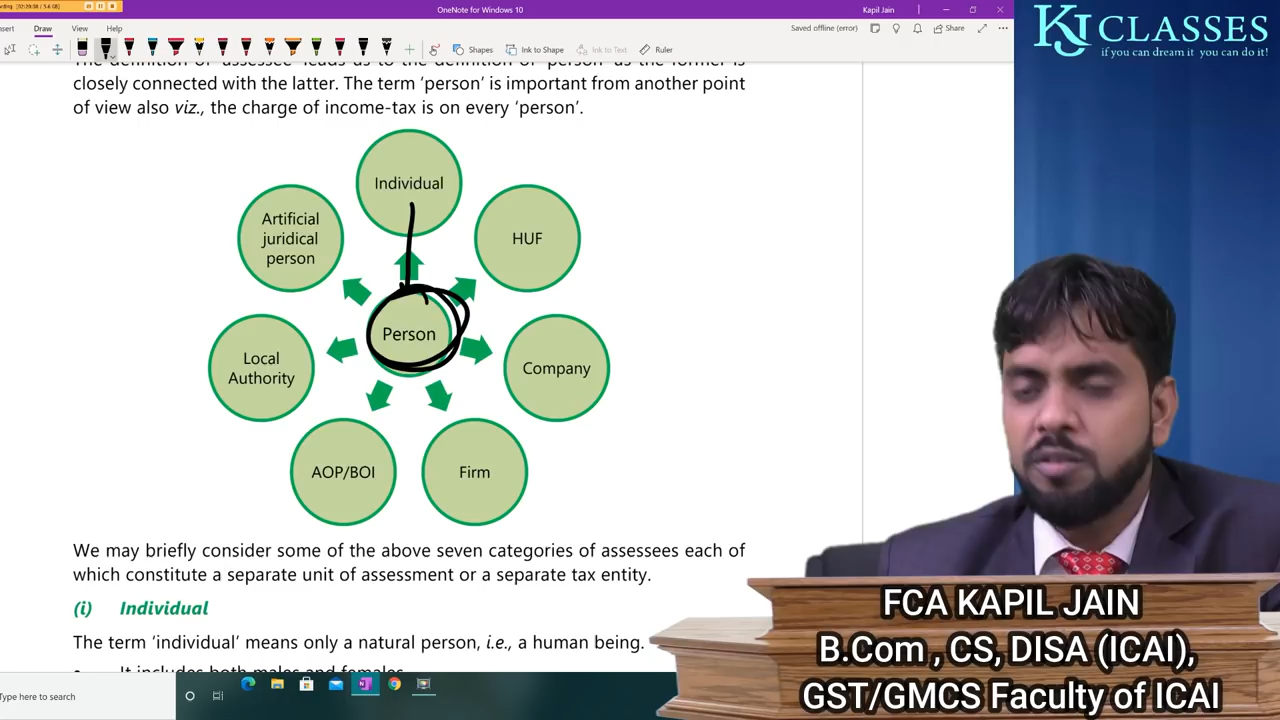 OneNote for Windows 10
Kapil Jain
Draw
View
Help
Saved offline (error)
Share
Shapes
Ink to Shape
Ink to Text
Ruler
closely connected with the latter. The term ‘person’ is important from another point
of view also viz., the charge of income-tax is on every ‘person’.
Individual
Artificial
juridical
person
HUF
Person
Local
Authority
Company
AOP/BOI
Firm
We may briefly consider some of the above seven categories of assessees each of
which constitute a separate unit of assessment or a separate tax entity.
(i) Individual
The term ‘individual’ means only a natural person, i.e., a human being.
It includes both males and females
Type here to search
KJ CLASSES
if you can dream it you can do it!
FCA KAPIL JAIN
B.Com , CS, DISA (ICAI),
GST/GMCS Faculty of ICAI